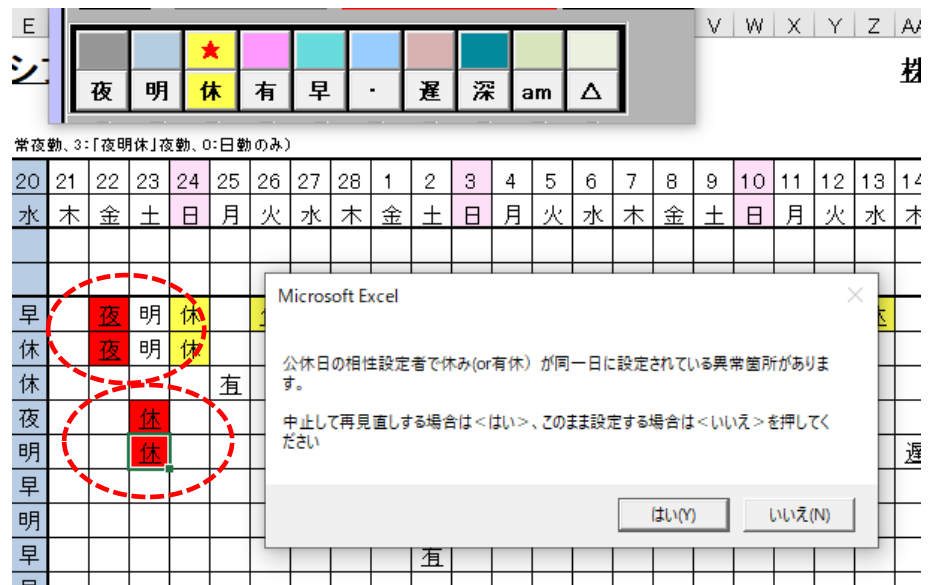 E V W X Y Z
夜 明 休 有 早 ・ 遅 深 am △
常夜勤、3:「夜明休」夜勤、0:日勤のみ)
20 21 22 23 24 25 26 27 28 1 2 3 4 5 6 7 8 9 10 11 12 13 14
水 木 金 土 日 月 火 水 木 金 土 日 月 火 水 木 金 土 日 月 火 水 木
早 夜 明 休
休 夜 明 休
休 有
夜 休
明 休 遅
早
明
早 有
Microsoft Excel
公休日の相性設定者で休み(or有休）が同一日に設定されている異常箇所がありま
す。
中止して再見直しする場合は<はい>、このまま設定する場合は<いいえ>を押してく
ださい
はい(Y) いいえ(N)